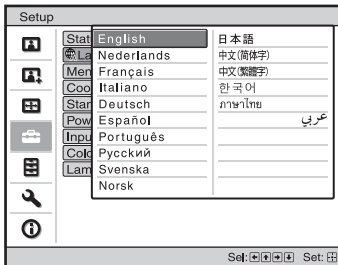 Setup
Stat
La
Men
Coo
Star
Pow
Inpu
Colo
Lam
English
Nederlands
Français
Italiano
Deutsch
Español
Português
Русский
Svenska
Norsk
日本語
中文(简体字)
中文(繁體字)
한국어
ภาษาไทย
عربي
Sel: Set: